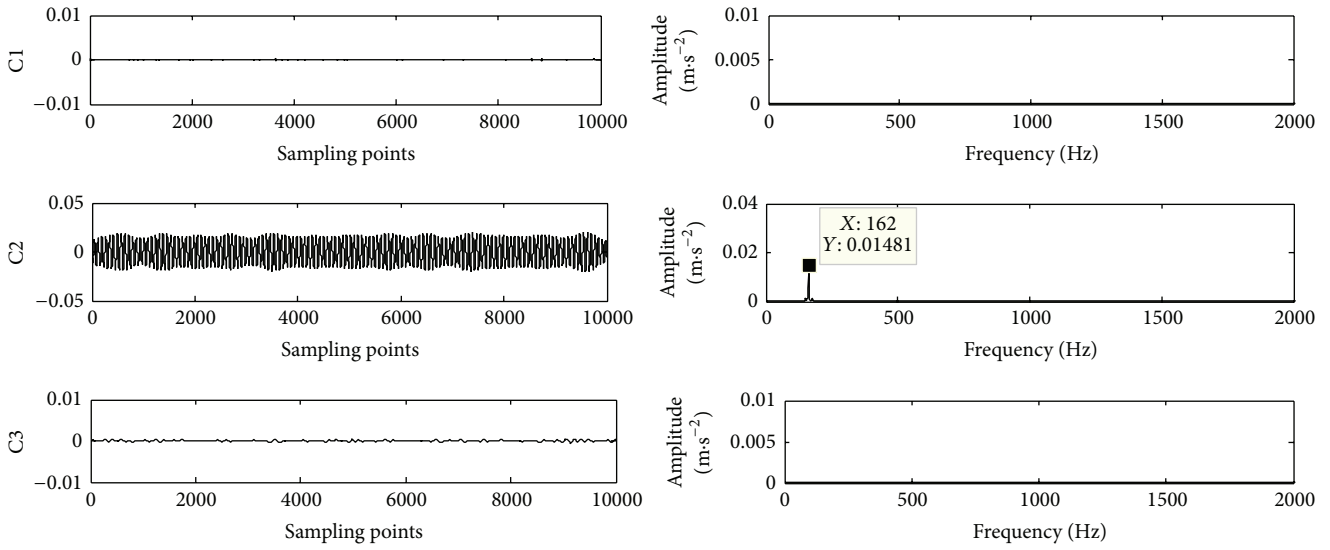 C1
0.01
0
−0.01
0 2000 4000 6000 8000 10000
Sampling points
Amplitude
(m·s−2)
0.01
0.005
0
0 500 1000 1500 2000
Frequency (Hz)
C2
0.05
0
−0.05
0 2000 4000 6000 8000 10000
Sampling points
Amplitude
(m·s−2)
0.04
0.02
0
X: 162
Y: 0.01481
0 500 1000 1500 2000
Frequency (Hz)
C3
0.01
0
−0.01
0 2000 4000 6000 8000 10000
Sampling points
Amplitude
(m·s−2)
0.01
0.005
0
0 500 1000 1500 2000
Frequency (Hz)